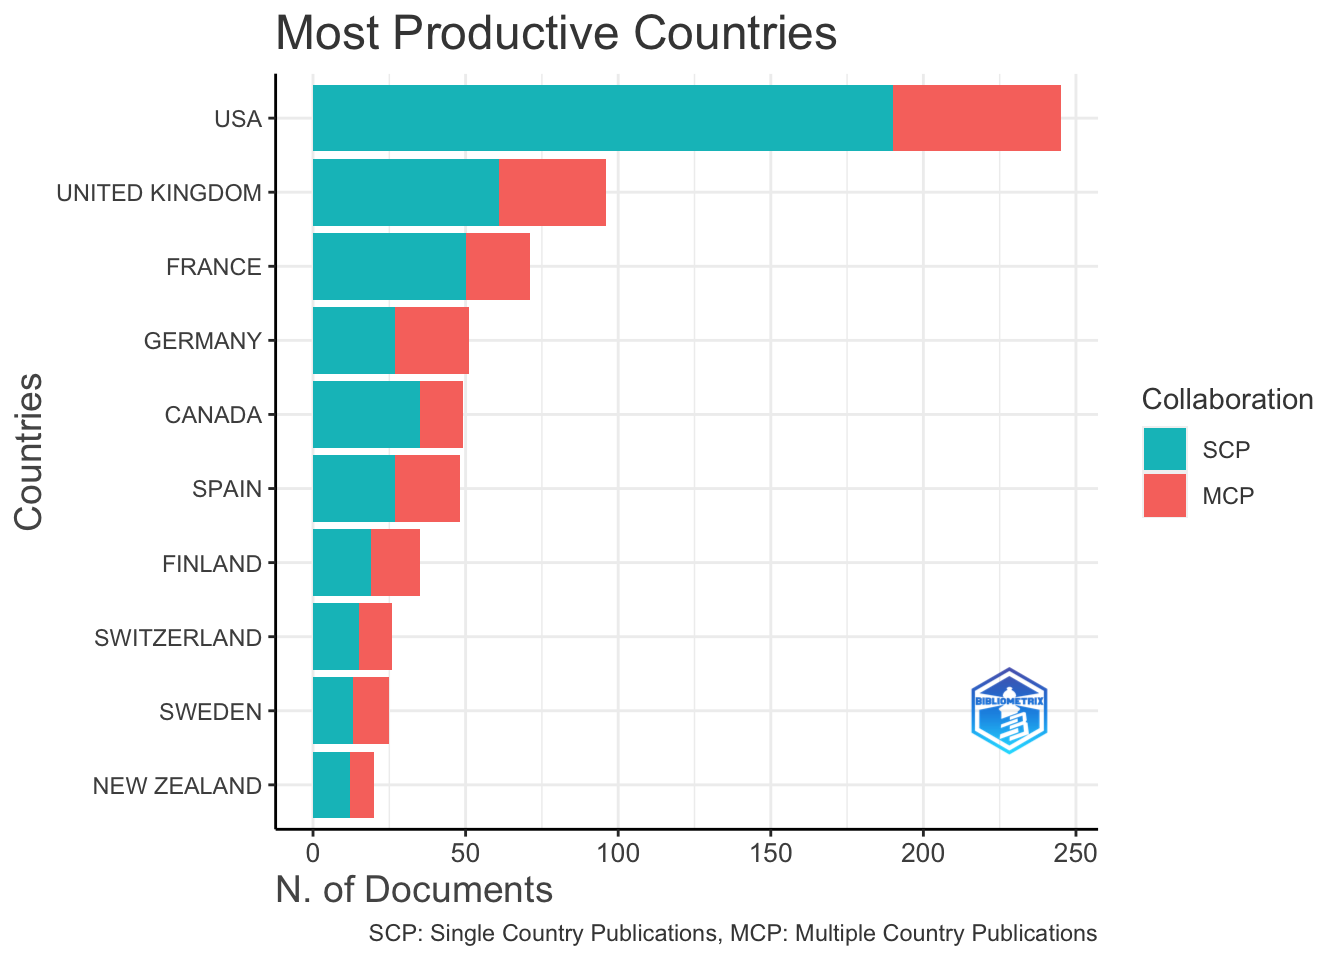 Most Productive Countries
Countries
USA
UNITED KINGDOM
FRANCE
GERMANY
CANADA
SPAIN
FINLAND
SWITZERLAND
SWEDEN
NEW ZEALAND
0 50 100 150 200 250
N. of Documents
SCP: Single Country Publications, MCP: Multiple Country Publications
Collaboration
SCP
MCP
BIBLIOMETRIX